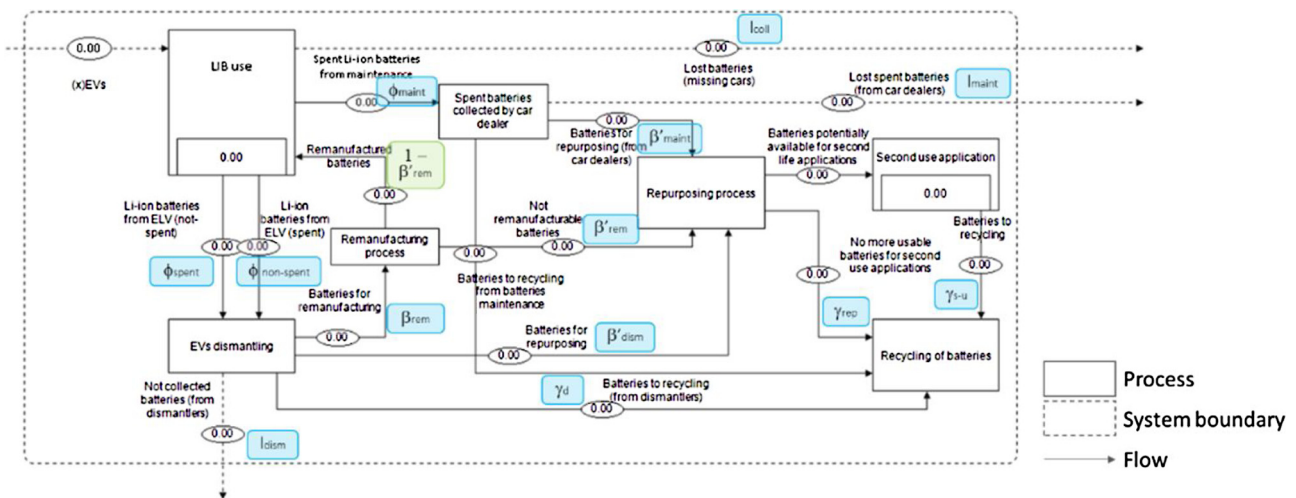 0.00
(x)EVs
LIB use
0.00
Spent Li-ion batteries
from maintenance
0.00
ϕmaint
Spent batteries
collected by car
dealer
0.00
lcoll
Lost batteries
(missing cars)
Lost spent batteries
(from car dealers)
lmaint
0.00
0.00
Batteries for
repurposing (from
car dealers)
β'maint
Batteries potentially
available for second
life applications
0.00
Second use application
0.00
Remanufactured
batteries
1 –
β'rem
0.00
Repurposing process
Li-ion batteries
from ELV (not-
spent)
Li-ion
batteries from
ELV (spent)
0.00
0.00
ϕspent
ϕnon-spent
Remanufacturing
process
Not
remanufacturable
batteries
0.00
β'rem
0.00
Batteries to recycling
from batteries
maintenance
No more usable
batteries for second
use applications
0.00
Batteries to
recycling
0.00
γs-u
γrep
Batteries for
remanufacturing
0.00
βrem
EVs dismantling
Batteries for
repurposing
0.00
β'dism
Recycling of batteries
Not collected
batteries (from
dismantlers)
0.00
ldism
γd
Batteries to recycling
(from dismantlers)
0.00
Process
System boundary
Flow